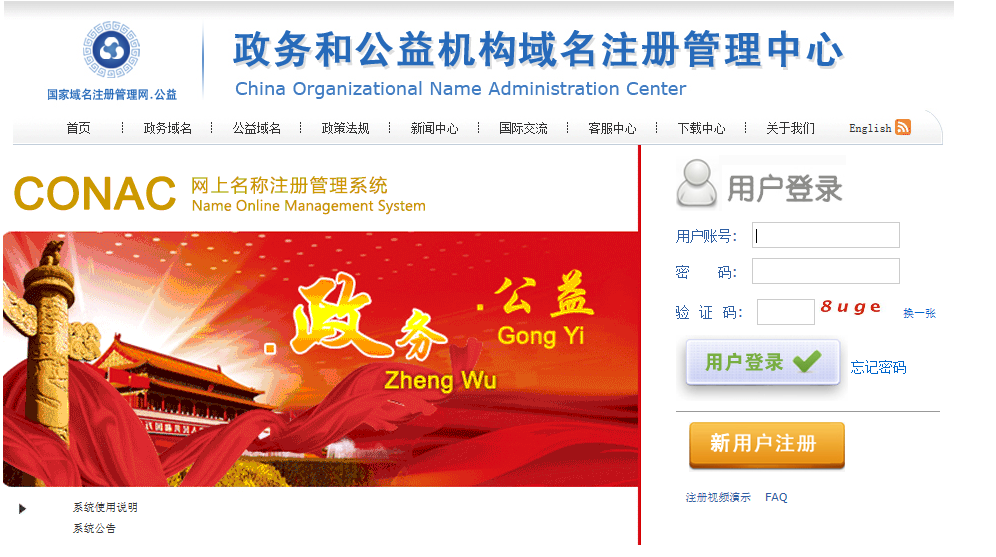 政务和公益机构域名注册管理中心
China Organizational Name Administration Center
国家域名注册管理网.公益
首页 政务域名 公益域名 政策法规 新闻中心 国际交流 客服中心 下载中心 关于我们 English
CONAC 网上名称注册管理系统
Name Online Management System
.政务
Zheng Wu
.公益
Gong Yi
系统使用说明
系统公告
用户登录
用户账号:
密 码:
验 证 码: 8uge 换一张
用户登录 忘记密码
新用户注册
注册视频演示 FAQ